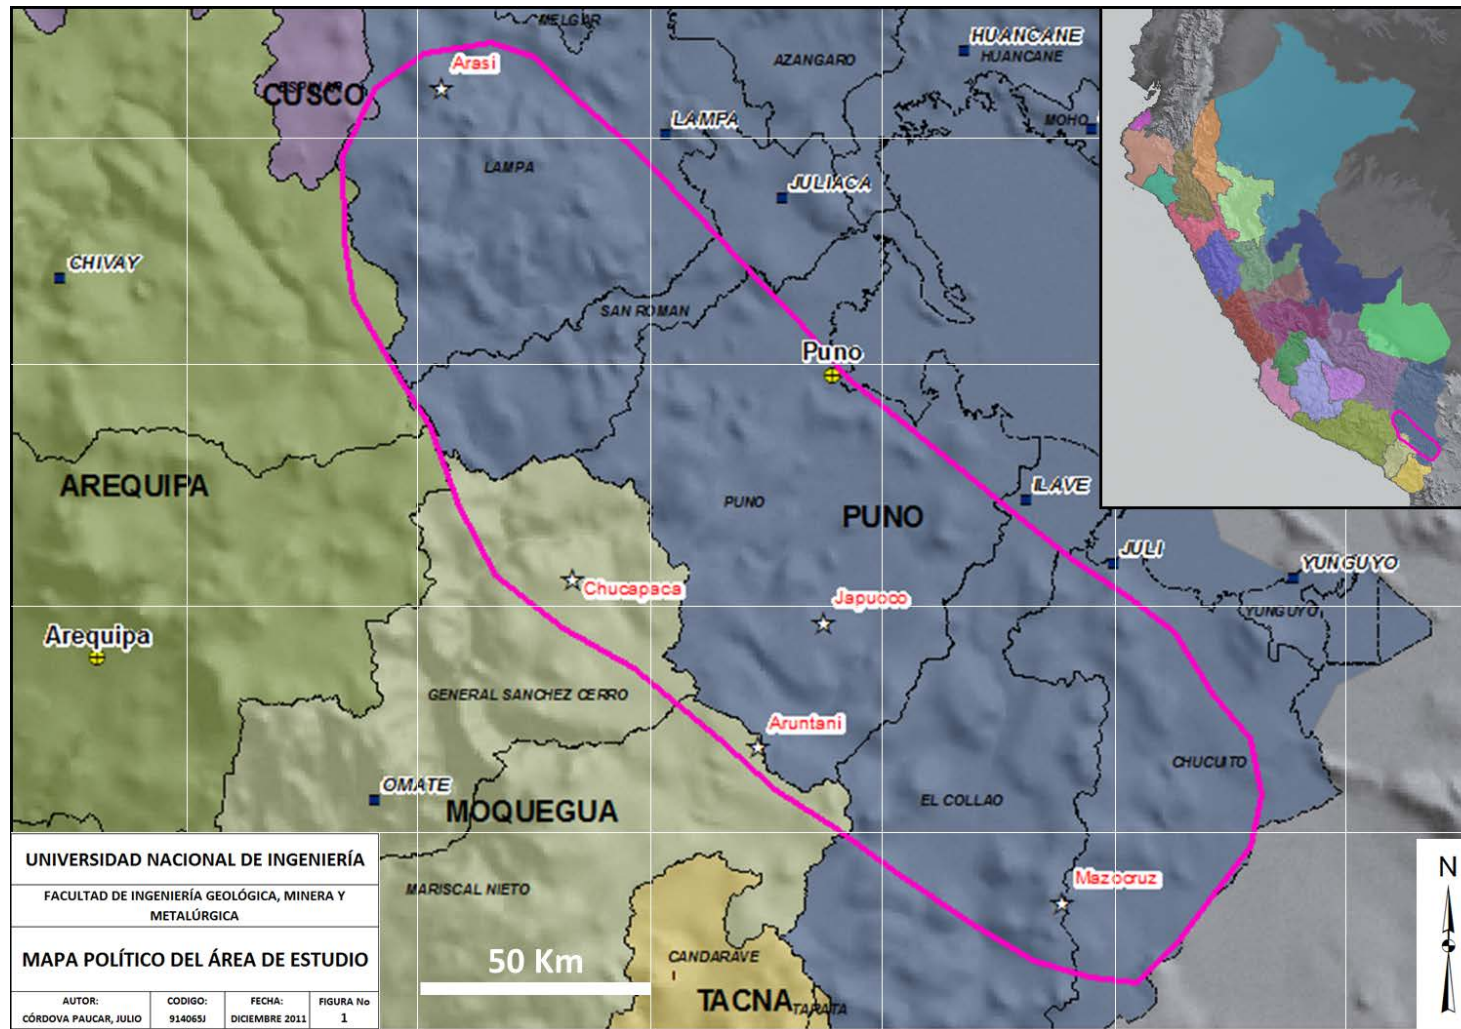 MELGAR
HUANCANE
HUANCANE
AZANGARO
Arasi
ESPINAR
CUSCO
LAMPA
MOHO
LAMPA
JULIACA
CHIVAY
SAN ROMAN
Puno
AREQUIPA
PUNO
PUNO
ILAVE
JULI
YUNGUYO
Chucapaca
Japuoco
YUNGUYO
Arequipa
GENERAL SANCHEZ CERRO
Aruntani
CHUCUITO
OMATE
MOQUEGUA
EL COLLAO
UNIVERSIDAD NACIONAL DE INGENIERÍA
FACULTAD DE INGENIERÍA GEOLÓGICA, MINERA Y
METALÚRGICA
MARISCAL NIETO
Mazocruz
N
MAPA POLÍTICO DEL ÁREA DE ESTUDIO
50 Km
CANDARAVE
TACNA
TARATA
AUTOR:
CÓRDOVA PAUCAR, JULIO
CODIGO:
914065J
FECHA:
DICIEMBRE 2011
FIGURA No
1